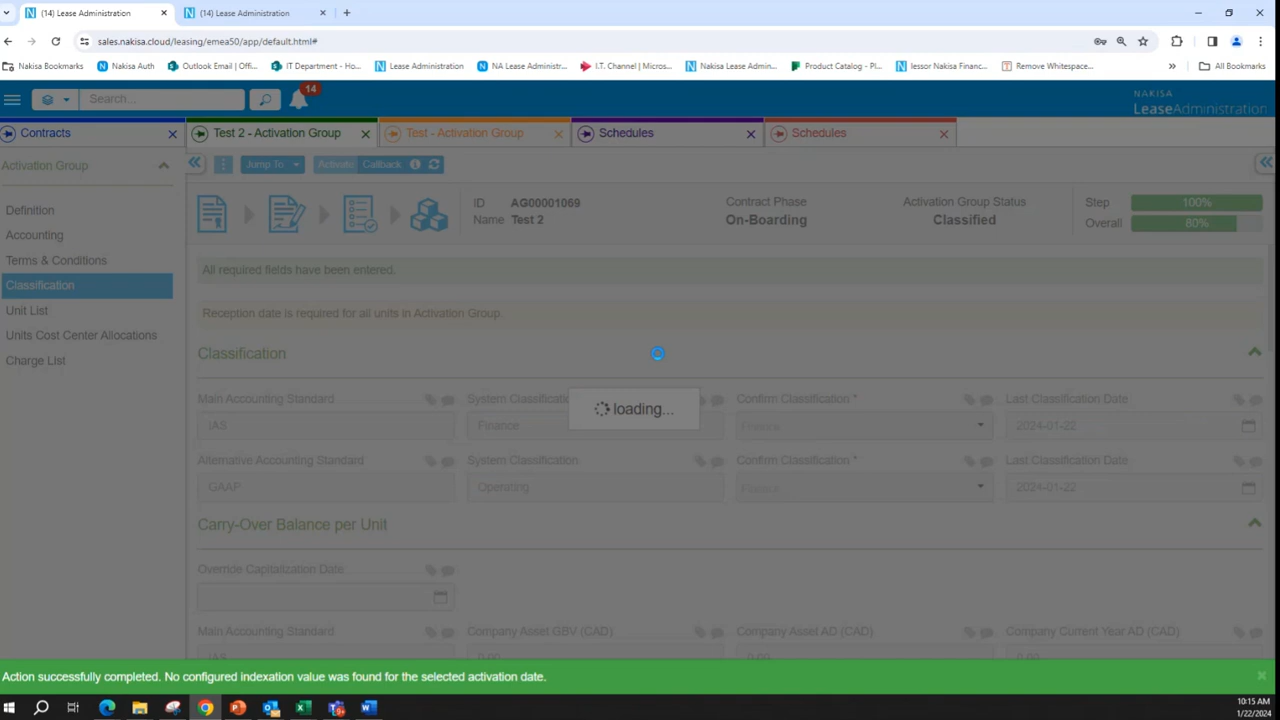 (14) Lease Administration
(14) Lease Administration
sales.nakisa.cloud/leasing/emea50/app/default.html#
Nakisa Bookmarks
Nakisa Auth
Outlook Email | Offi...
IT Department - Ho...
Lease Administration
NA Lease Administr...
I.T. Channel | Micros...
Nakisa Lease Admin...
Product Catalog - Pl...
lessor Nakisa Financ...
Remove Whitespace...
All Bookmarks
Search...
14
NAKISA
LeaseAdministration
Contracts
Test 2 - Activation Group
Test - Activation Group
Schedules
Schedules
Activation Group
Jump To
Activate
Callback
Definition
Accounting
Terms & Conditions
Classification
Unit List
Units Cost Center Allocations
Charge List
ID AG00001069
Name Test 2
Contract Phase
On-Boarding
Activation Group Status
Classified
Step 100%
Overall 80%
All required fields have been entered.
Reception date is required for all units in Activation Group.
Classification
Main Accounting Standard
IAS
System Classification
Finance
Confirm Classification *
Finance
Last Classification Date
2024-01-22
loading...
Alternative Accounting Standard
GAAP
System Classification
Operating
Confirm Classification *
Finance
Last Classification Date
2024-01-22
Carry-Over Balance per Unit
Override Capitalization Date
Main Accounting Standard
IAS
Company Asset GBV (CAD)
0.00
Company Asset AD (CAD)
0.00
Company Current Year AD (CAD)
0.00
Action successfully completed. No configured indexation value was found for the selected activation date.
10:15 AM
1/22/2024